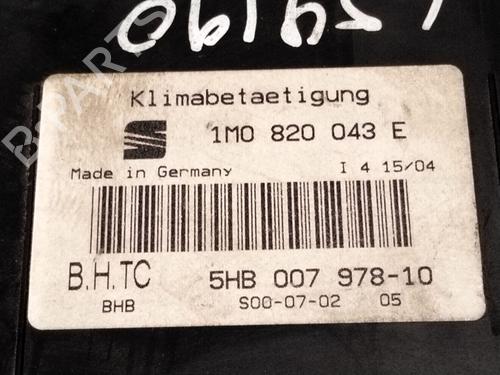 Klimabetaetigung
1M0 820 043 E
Made in Germany I 4 15/04
B.H.TC 5HB 007 978-10
BHB S00-07-02 05
B-PARTS